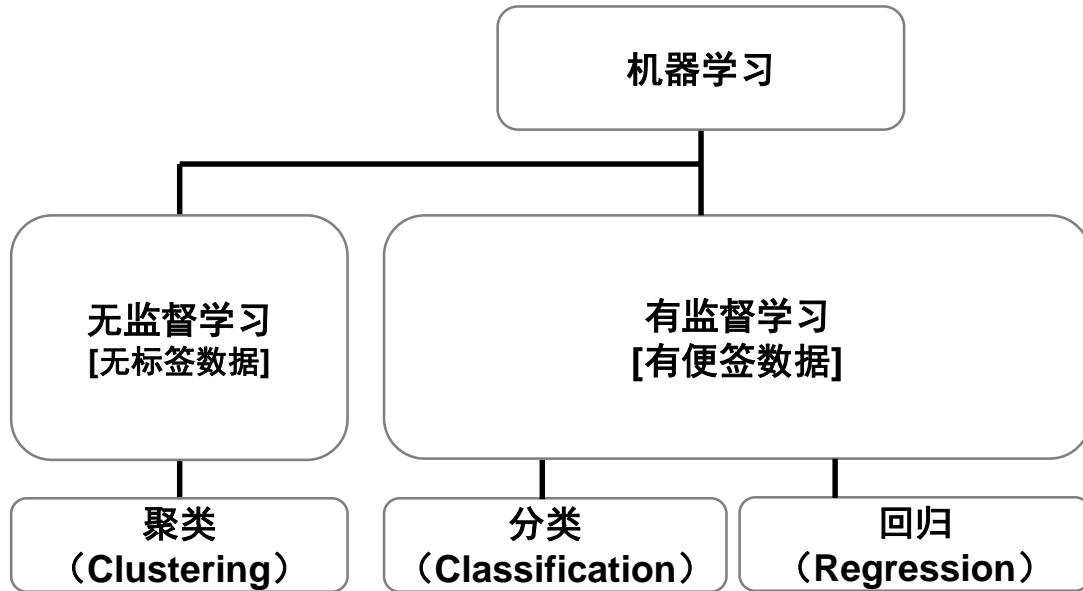 机器学习
无监督学习
[无标签数据]
有监督学习
[有便签数据]
聚类
（Clustering）
分类
（Classification）
回归
（Regression）